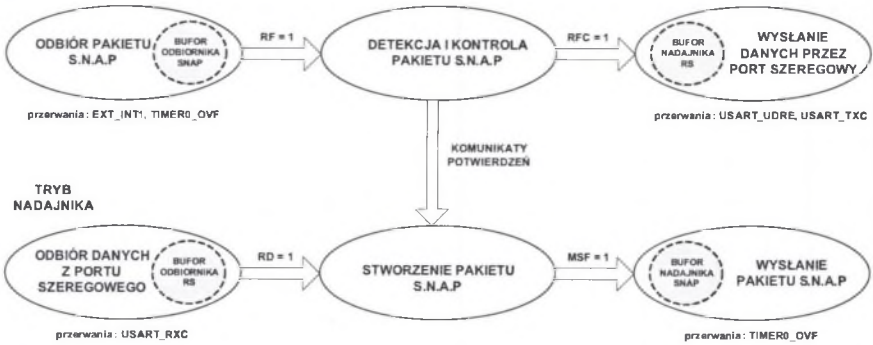 ODBIÓR PAKIETU
S.N.A.P
BUFOR
ODBIORNIKA
SNAP
RF = 1
DETEKCJA I KONTROLA
PAKIETU S.N.A.P
RFC = 1
BUFOR
NADAJNIKA
RS
WYSŁANIE
DANYCH PRZEZ
PORT SZEREGOWY
przerwania: EXT_INT1, TIMER0_OVF
przerwania: USART_UDRE, USART_TXC
KOMUNIKATY
POTWIERDZEŃ
TRYB
NADAJNIKA
ODBIÓR DANYCH
Z PORTU
SZEREGOWEGO
BUFOR
ODBIORNIKA
RS
RD = 1
STWORZENIE PAKIETU
S.N.A.P
MSF = 1
BUFOR
NADAJNIKA
SNAP
WYSŁANIE
PAKIETU S.N.A.P
przerwania: USART_RXC
przerwania: TIMER0_OVF